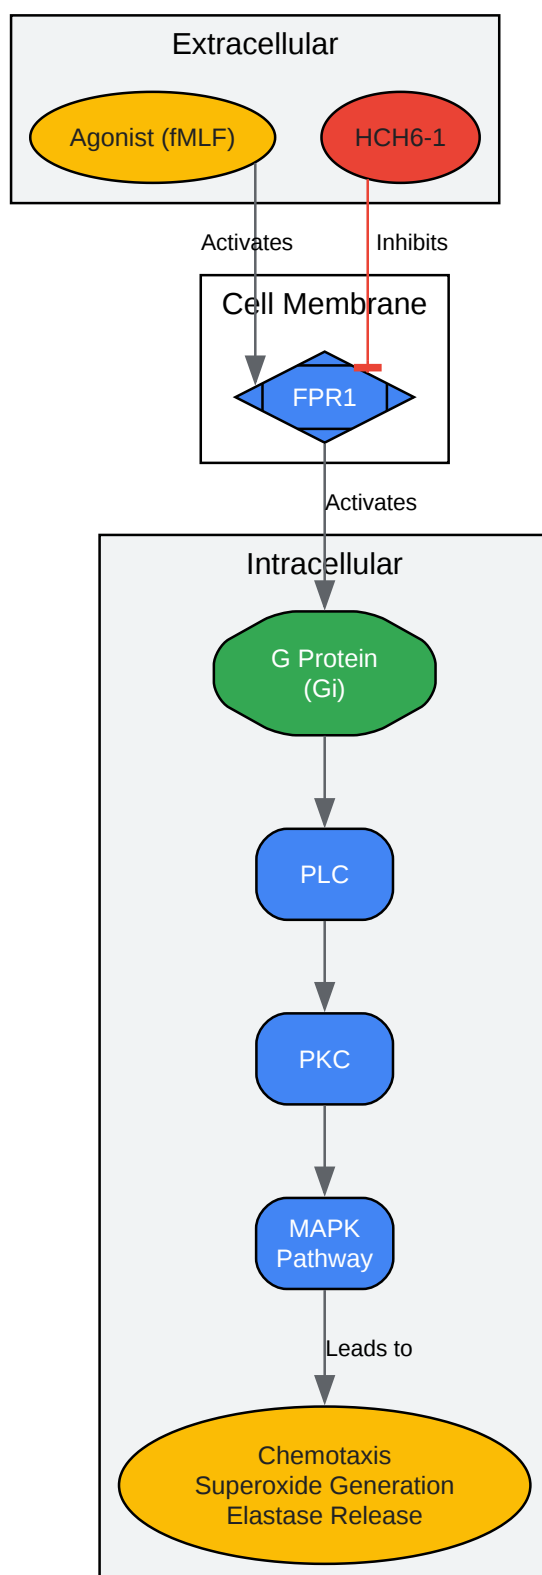 Extracellular
Agonist (fMLF)
HCH6-1
Activates
Inhibits
Cell Membrane
FPR1
Activates
Intracellular
G Protein
(Gi)
PLC
PKC
MAPK
Pathway
Leads to
Chemotaxis
Superoxide Generation
Elastase Release